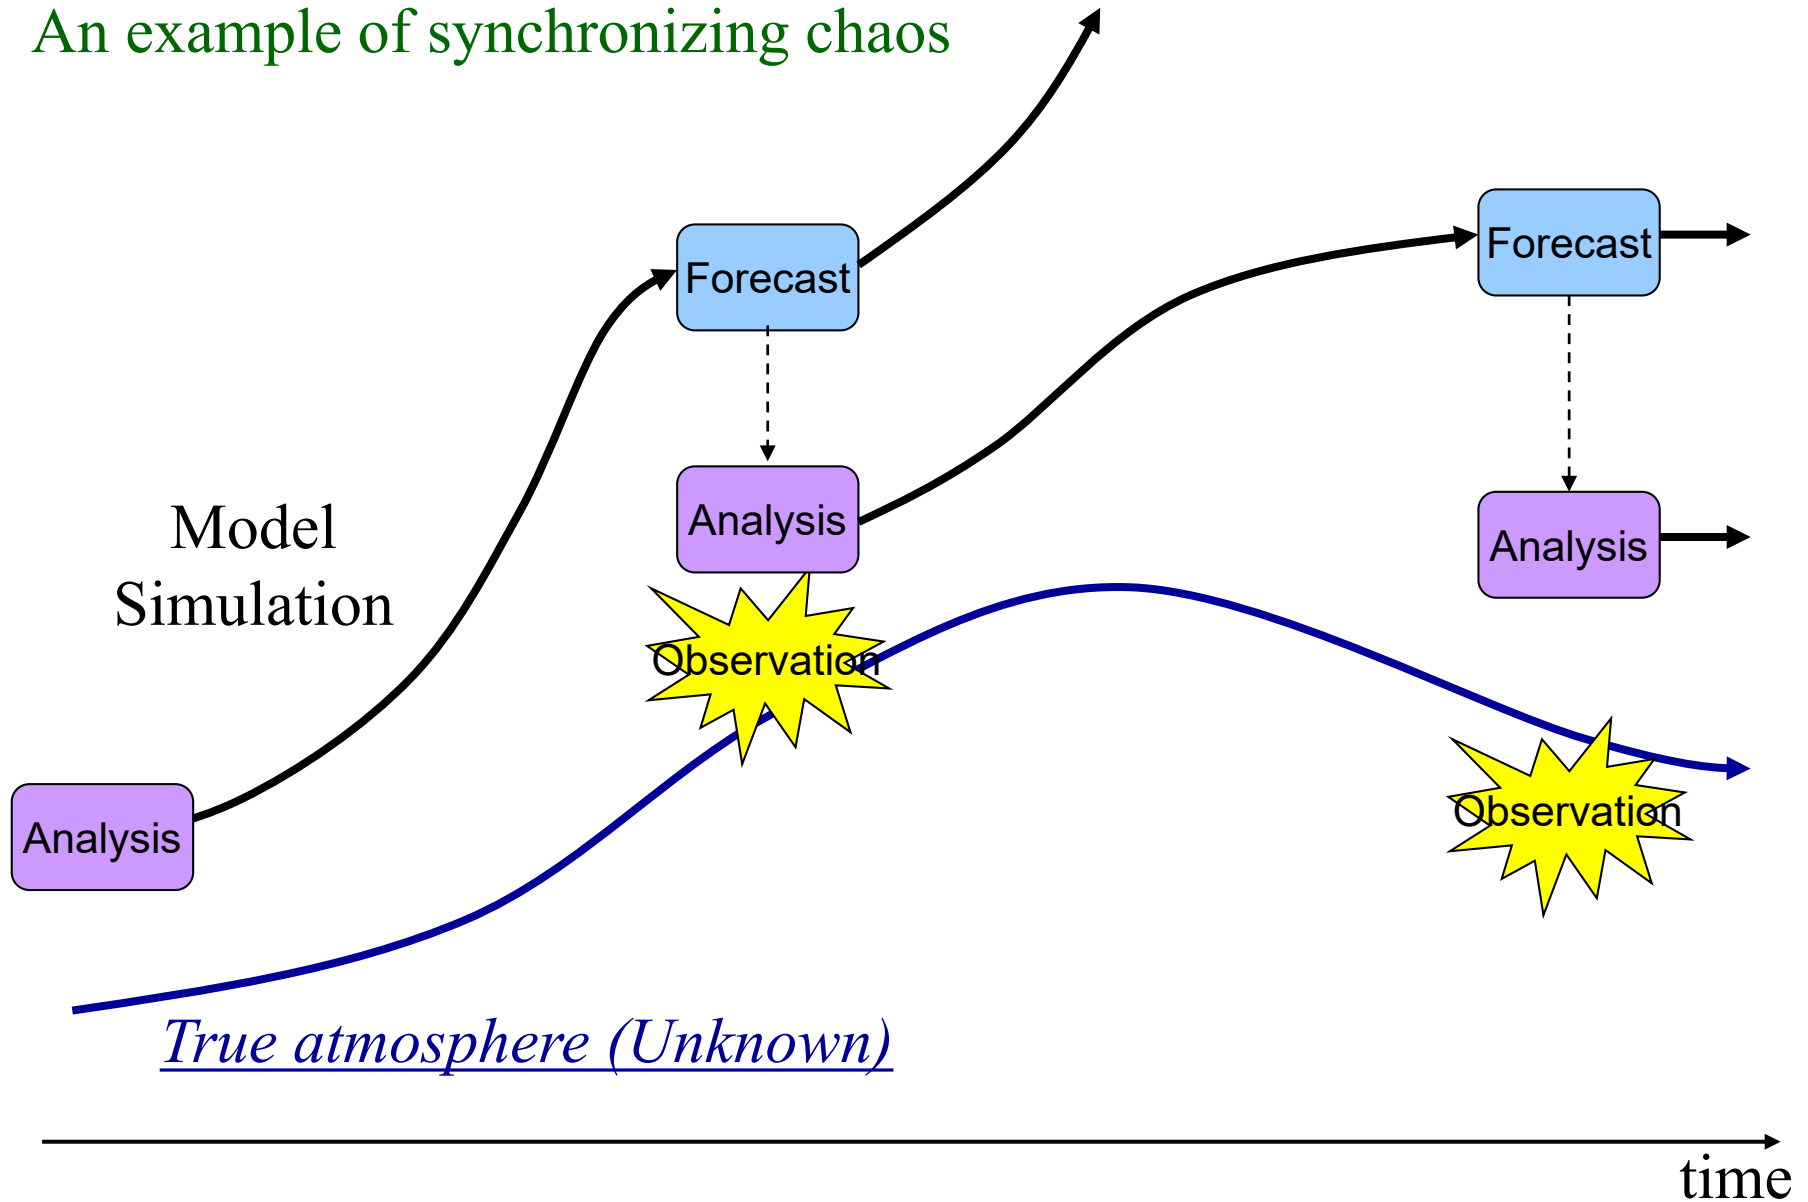 An example of synchronizing chaos
Forecast
Forecast
Analysis
Analysis
Model
Simulation
Observation
Observation
Analysis
True atmosphere (Unknown)
time